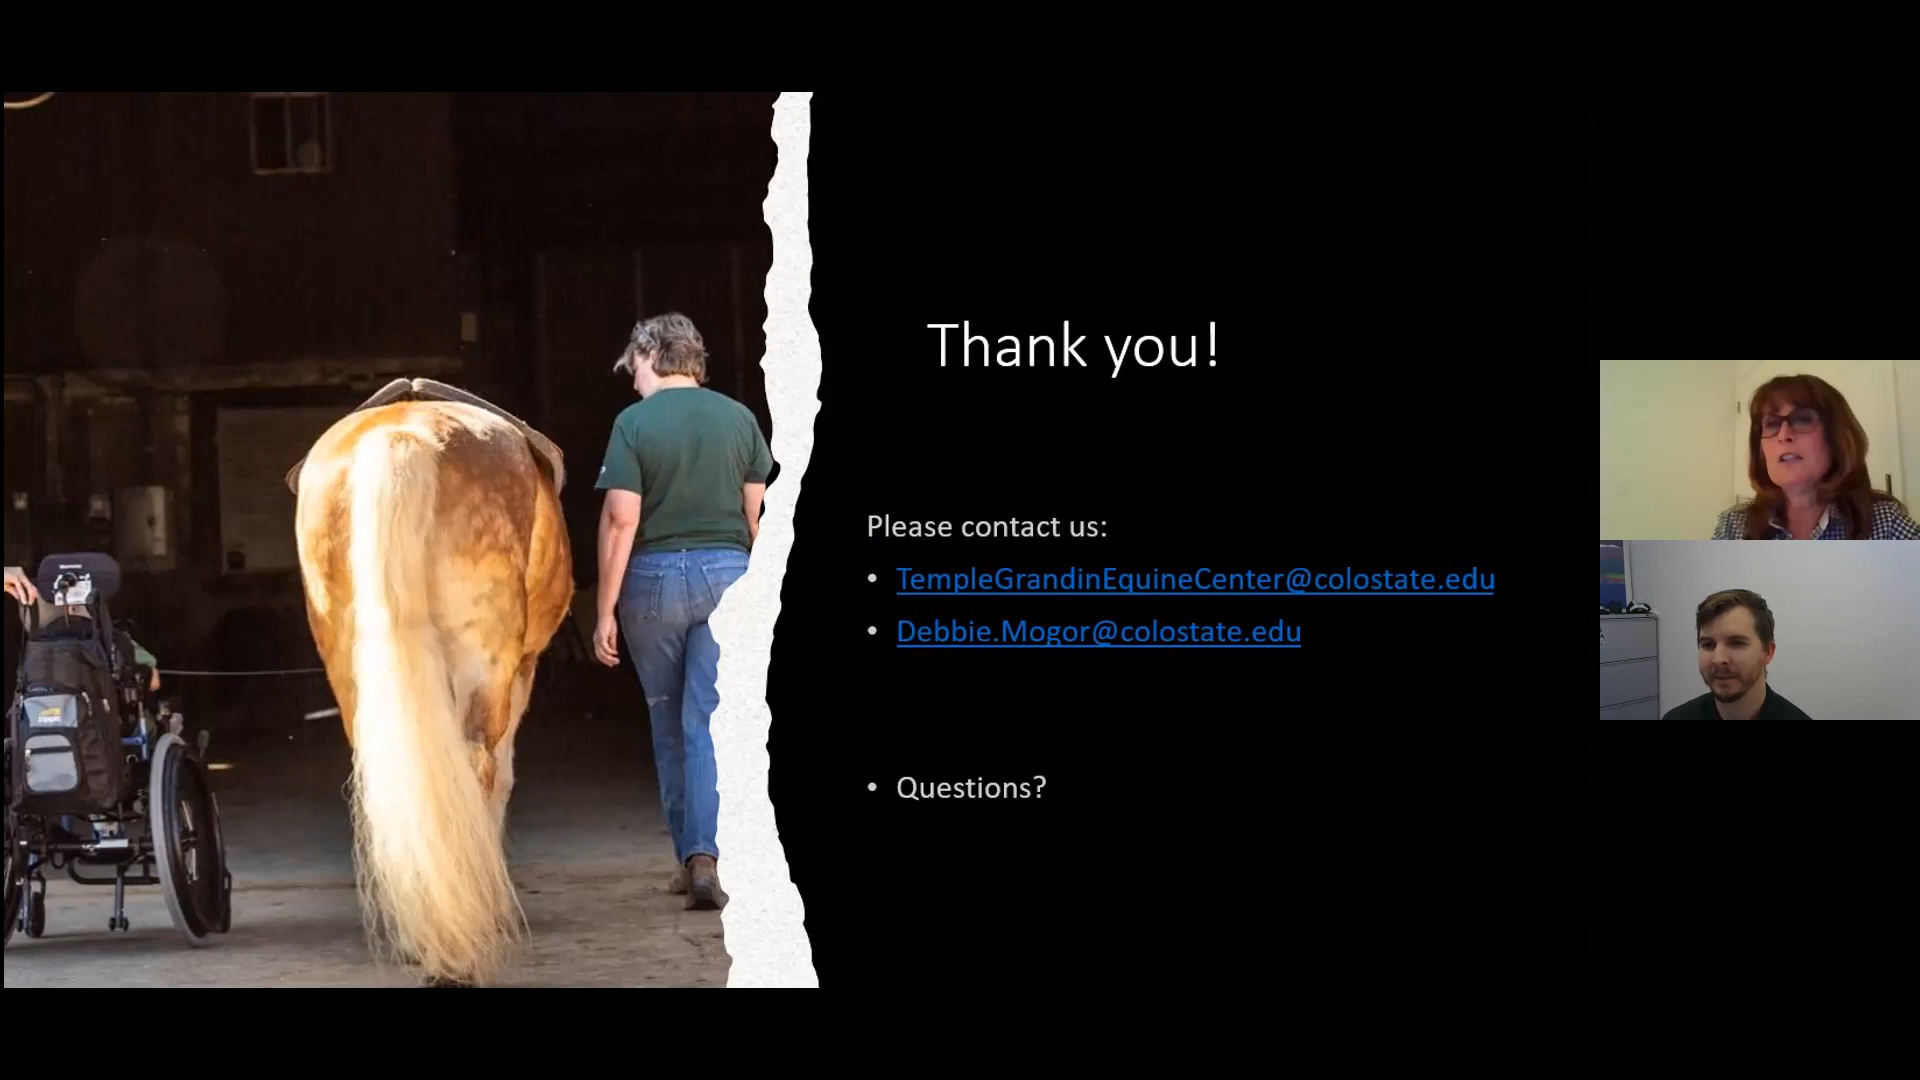 Thank you!
Please contact us:
• TempleGrandinEquineCenter@colostate.edu
• Debbie.Mogor@colostate.edu
• Questions?